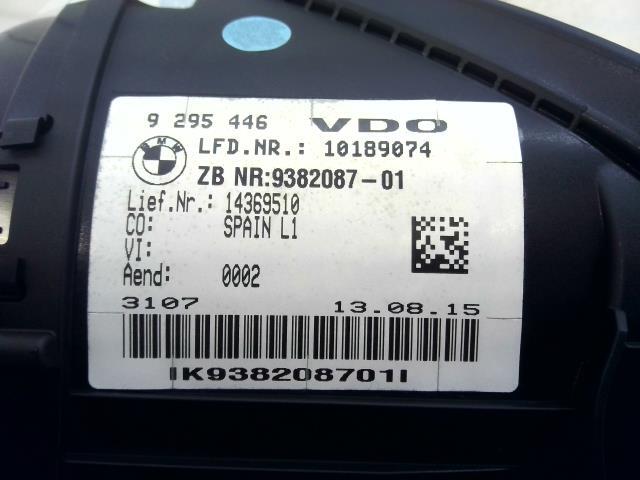 9 295 446 VDO
BMW
LFD.NR.: 10189074
ZB NR:9382087-01
Lief.Nr.: 14369510
CO: SPAIN L1
VI:
Aend: 0002
3107 13.08.15
IK938208701I